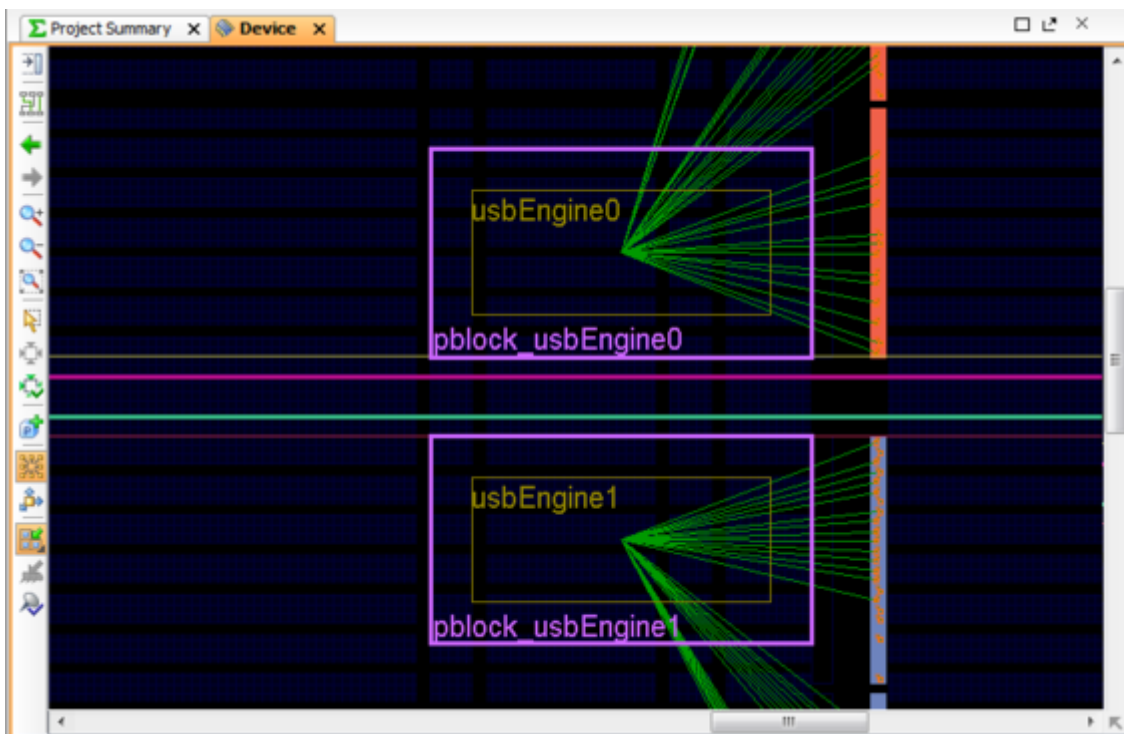 Project Summary
Device
usbEngine0
pblock_usbEngine0
usbEngine1
pblock_usbEngine1